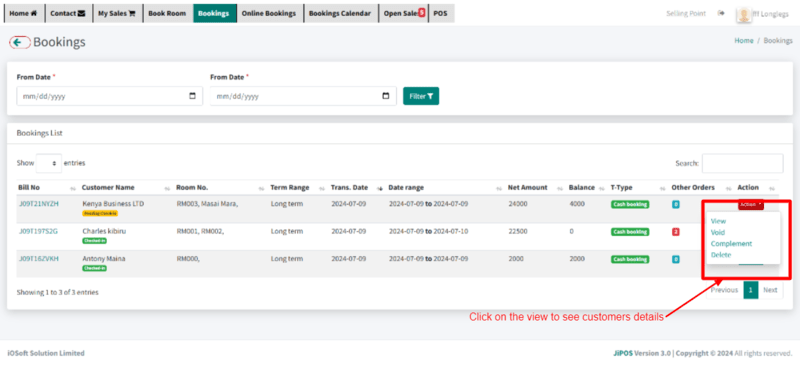 Home Contact My Sales Book Room Bookings Online Bookings Bookings Calendar Open Sales 5 POS Selling Point Longlegs
Bookings Home / Bookings
From Date * From Date *
mm/dd/yyyy mm/dd/yyyy Filter
Bookings List
Show entries Search:
Bill No Customer Name Room No. Term Range Trans. Date Date range Net Amount Balance T-Type Other Orders Action
J09T21NYZH Kenya Business LTD RM003, Masai Mara, Long term 2024-07-09 2024-07-09 to 2024-07-09 24000 4000 Cash booking 0 Action
J09T197S2G Charles kibiru RM001, RM002, Long term 2024-07-09 2024-07-09 to 2024-07-10 22500 0 Cash booking 2
Checked-In
J09T162VKH Antony Maina RM000, Long term 2024-07-09 2024-07-09 to 2024-07-09 2000 2000 Cash booking 0
Checked-In
View
Void
Complement
Delete
Showing 1 to 3 of 3 entries Previous 1 Next
Click on the view to see customers details
iOSoft Solution Limited JiPOS Version 3.0 | Copyright © 2024 All rights reserved.